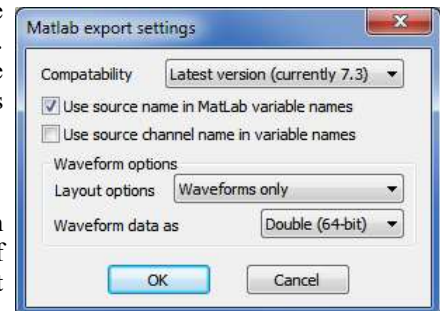 Matlab export settings
Compatability Latest version (currently 7.3)
Use source name in MatLab variable names
Use source channel name in variable names
Waveform options
Layout options Waveforms only
Waveform data as Double (64-bit)
OK Cancel